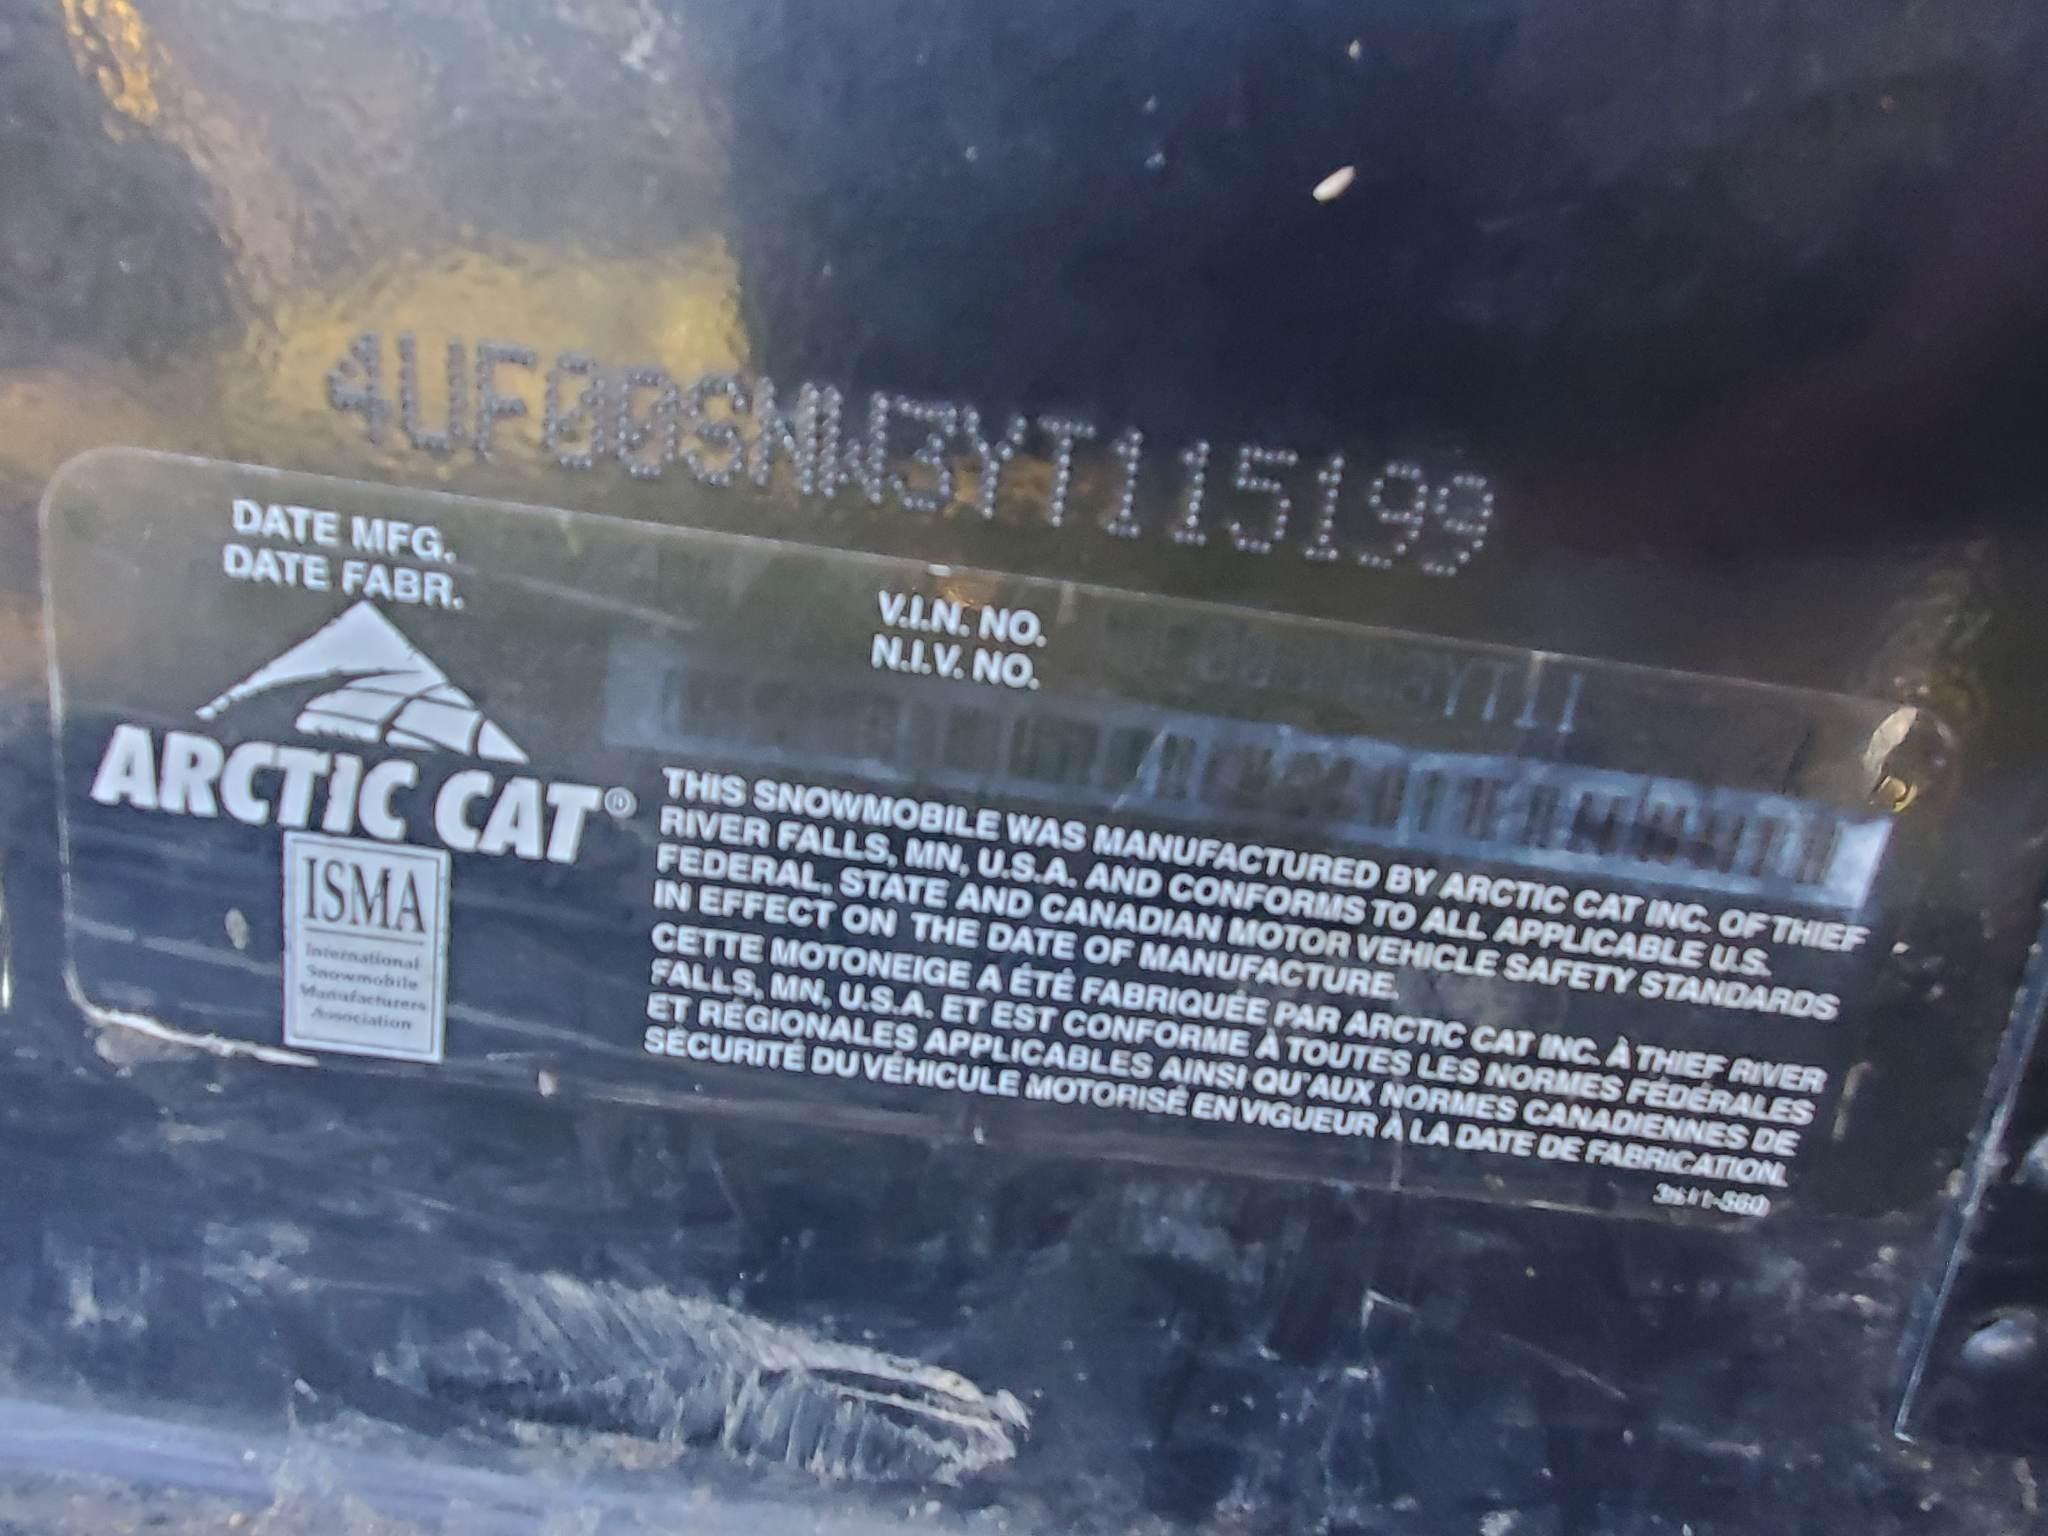 4UF00SNW3YT115199
DATE MFG.
DATE FABR.
V.I.N. NO.
N.I.V. NO.
ARCTIC CAT®
ISMA
International
Snowmobile
Manufacturers
Association
THIS SNOWMOBILE WAS MANUFACTURED BY ARCTIC CAT INC. OF THIEF
RIVER FALLS, MN, U.S.A. AND CONFORMS TO ALL APPLICABLE U.S.
FEDERAL, STATE AND CANADIAN MOTOR VEHICLE SAFETY STANDARDS
IN EFFECT ON THE DATE OF MANUFACTURE.
CETTE MOTONEIGE A ÉTÉ FABRIQUÉE PAR ARCTIC CAT INC. À THIEF RIVER
FALLS, MN, U.S.A. ET EST CONFORME À TOUTES LES NORMES FÉDÉRALES
ET RÉGIONALES APPLICABLES AINSI QU'AUX NORMES CANADIENNES DE
SÉCURITÉ DU VÉHICULE MOTORISÉ EN VIGUEUR À LA DATE DE FABRICATION.